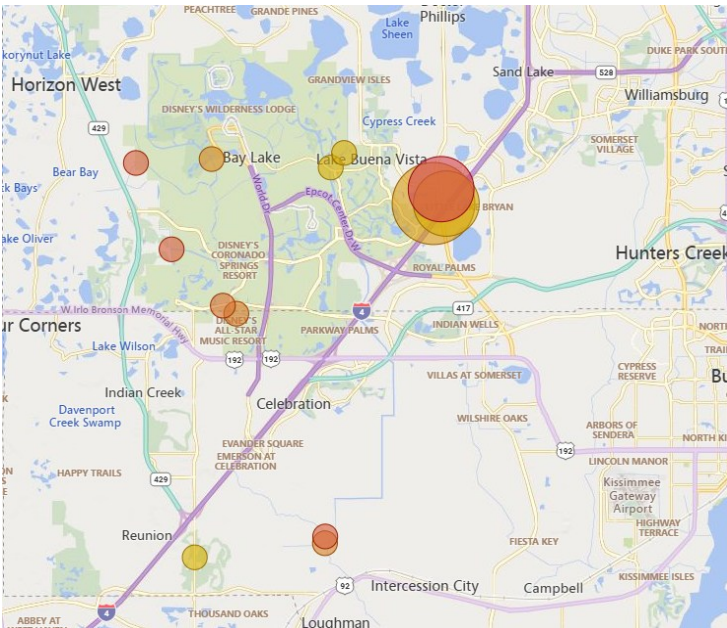 PEACHTREE
GRANDE PINES
Phillips
Lake
Sheen
DUKE PARK SOUTH
korynut Lake
Horizon West
Sand Lake
528
GRANDVIEW ISLES
Williamsburg
DISNEY'S WILDERNESS LODGE
Cypress Creek
429
SOMERSET
VILLAGE
Bay Lake
Lake Buena Vista
Bear Bay
ck Bays
World Dr
Epcot Center Dr W
BRYAN
ake Oliver
DISNEY'S
CORONADO
SPRINGS
RESORT
Hunters Creek
ROYAL PALMS
W Irlo Bronson Memorial Hwy
417
4
ur Corners
DISNEY'S
ALL-STAR
MUSIC RESORT
PARKWAY PALMS
INDIAN WELLS
NORTH
TRAI
Lake Wilson
192
192
VILLAS AT SOMERSET
CYPRESS
RESERVE
Bu
Indian Creek
Celebration
Davenport
Creek Swamp
WILSHIRE OAKS
ARBORS OF
SENDERA
NORTH KI
EVANDER SQUARE
EMERSON AT
CELEBRATION
192
LINCOLN MANOR
HAPPY TRAILS
429
Kissimmee
Gateway
Airport
HIGHWAY
TERRACE
Reunion
FIESTA KEY
KISSIMMEE ISLES
92
Intercession City
Campbell
4
THOUSAND OAKS
ABBEY AT
Loughman